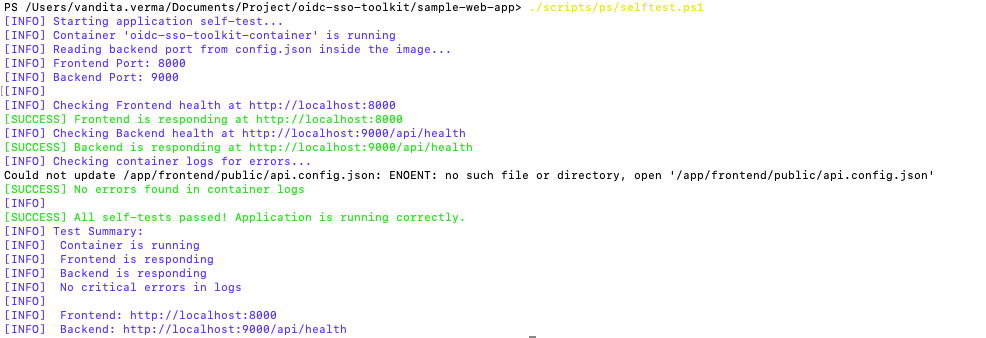 PS /Users/vandita.verma/Documents/Project/oidc-sso-toolkit/sample-web-app> ./scripts/ps/selftest.ps1
[INFO] Starting application self-test...
[INFO] Container 'oidc-sso-toolkit-container' is running
[INFO] Reading backend port from config.json inside the image...
[INFO] Frontend Port: 8000
[INFO] Backend Port: 9000
[INFO]
[INFO] Checking Frontend health at http://localhost:8000
[SUCCESS] Frontend is responding at http://localhost:8000
[INFO] Checking Backend health at http://localhost:9000/api/health
[SUCCESS] Backend is responding at http://localhost:9000/api/health
[INFO] Checking container logs for errors...
Could not update /app/frontend/public/api.config.json: ENOENT: no such file or directory, open '/app/frontend/public/api.config.json'
[SUCCESS] No errors found in container logs
[INFO]
[SUCCESS] All self-tests passed! Application is running correctly.
[INFO] Test Summary:
[INFO]  Container is running
[INFO]  Frontend is responding
[INFO]  Backend is responding
[INFO]  No critical errors in logs
[INFO]
[INFO]  Frontend: http://localhost:8000
[INFO]  Backend: http://localhost:9000/api/health